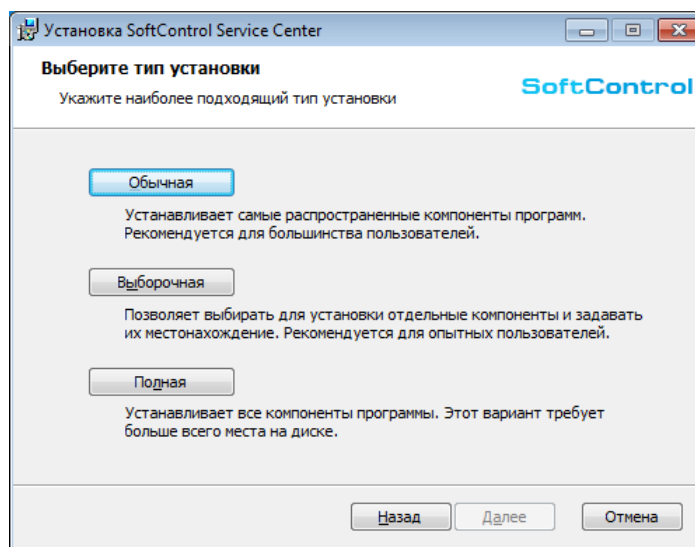 Установка SoftControl Service Center
Выберите тип установки
Укажите наиболее подходящий тип установки
SoftControl
Обычная
Устанавливает самые распространенные компоненты программ.
Рекомендуется для большинства пользователей.
Выборочная
Позволяет выбирать для установки отдельные компоненты и задавать
их местонахождение. Рекомендуется для опытных пользователей.
Полная
Устанавливает все компоненты программы. Этот вариант требует
больше всего места на диске.
Назад
Далее
Отмена